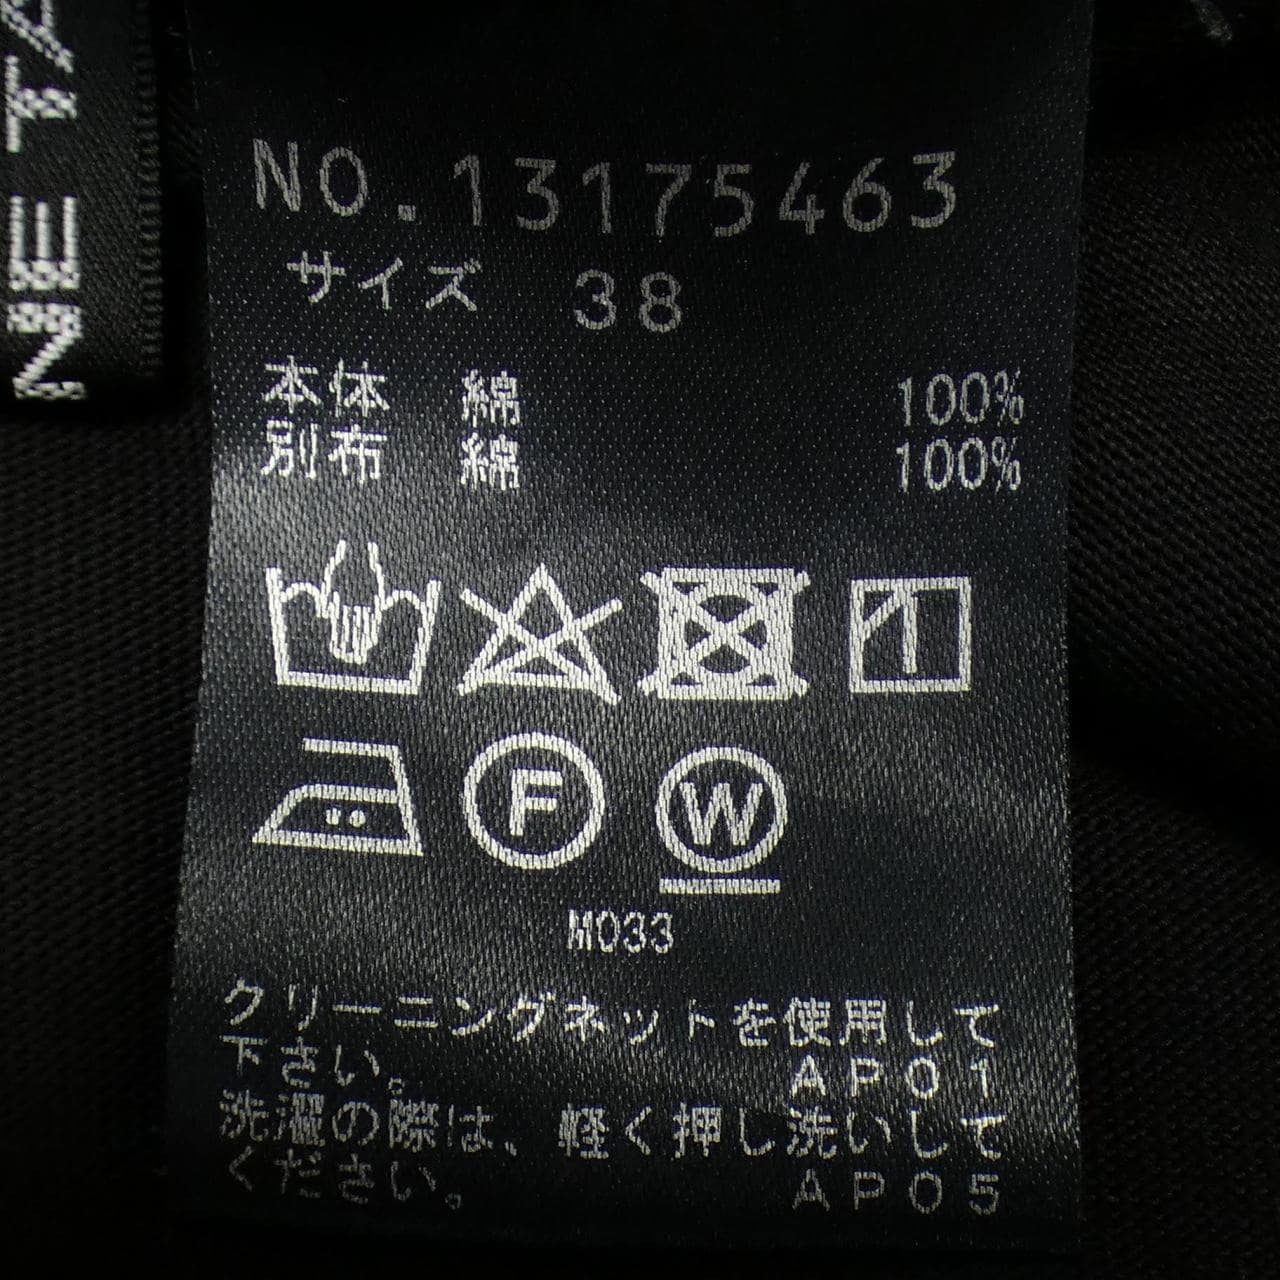 NO.13175463
サイズ 38
本体 綿 100%
別布 綿 100%
F W
M033
クリーニングネットを使用して
下さい。 AP01
洗濯の際は、軽く押し洗いして
ください。 AP05